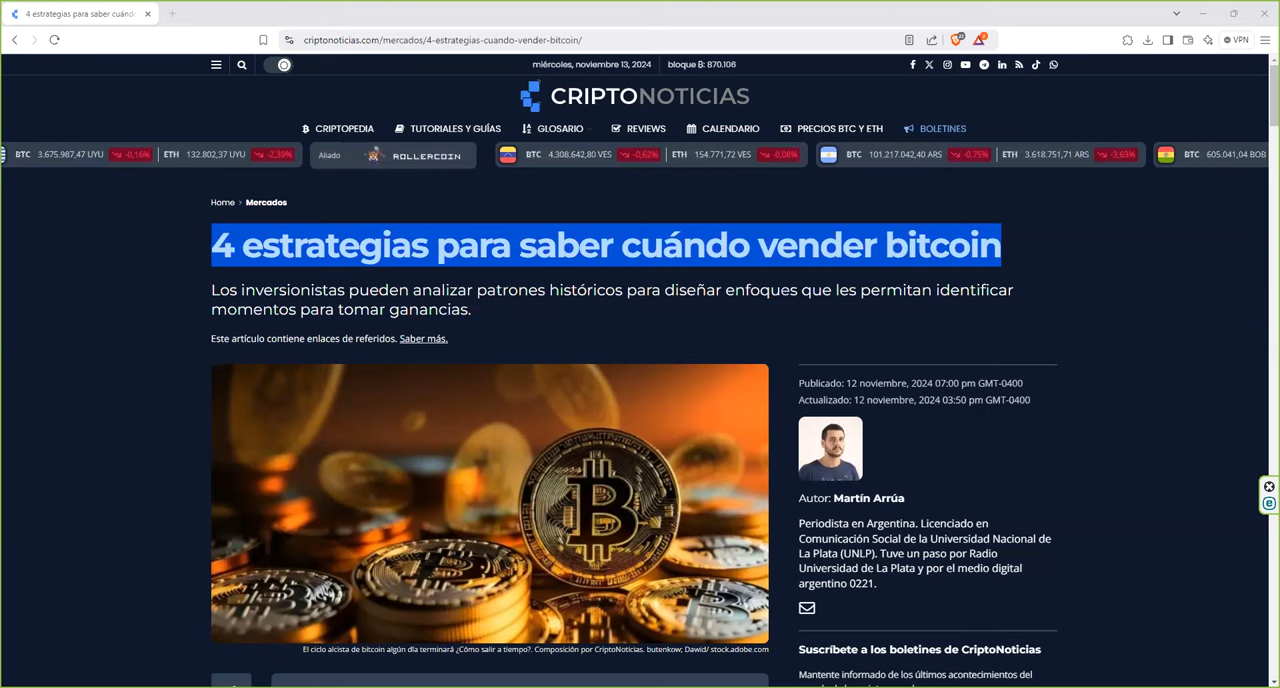 4 estrategias para saber cuánd
criptonoticias.com/mercados/4-estrategias-cuando-vender-bitcoin/
VPN
miércoles, noviembre 13, 2024
bloque ₿: 870.106
CRIPTONOTICIAS
CRIPTOPEDIA
TUTORIALES Y GUÍAS
GLOSARIO
REVIEWS
CALENDARIO
PRECIOS BTC Y ETH
BOLETINES
BTC 3.675.987,47 UYU -0,16% ETH 132.802,37 UYU -2,39%
Aliado ROLLERCOIN
BTC 4.308.642,80 VES -0,62% ETH 154.771,72 VES -0,08%
BTC 101.217.042,40 ARS -0,75% ETH 3.618.751,71 ARS -3,63%
BTC 605.041,04 BOB
Home > Mercados
4 estrategias para saber cuándo vender bitcoin
Los inversionistas pueden analizar patrones históricos para diseñar enfoques que les permitan identificar
momentos para tomar ganancias.
Este artículo contiene enlaces de referidos. Saber más.
El ciclo alcista de bitcoin algún día terminará ¿Cómo salir a tiempo?. Composición por CriptoNoticias. butenkow; Dawid/ stock.adobe.com
Publicado: 12 noviembre, 2024 07:00 pm GMT-0400
Actualizado: 12 noviembre, 2024 03:50 pm GMT-0400
Autor: Martín Arrúa
Periodista en Argentina. Licenciado en
Comunicación Social de la Universidad Nacional de
La Plata (UNLP). Tuve un paso por Radio
Universidad de La Plata y por el medio digital
argentino 0221.
Suscríbete a los boletines de CriptoNoticias
Mantente informado de los últimos acontecimientos del